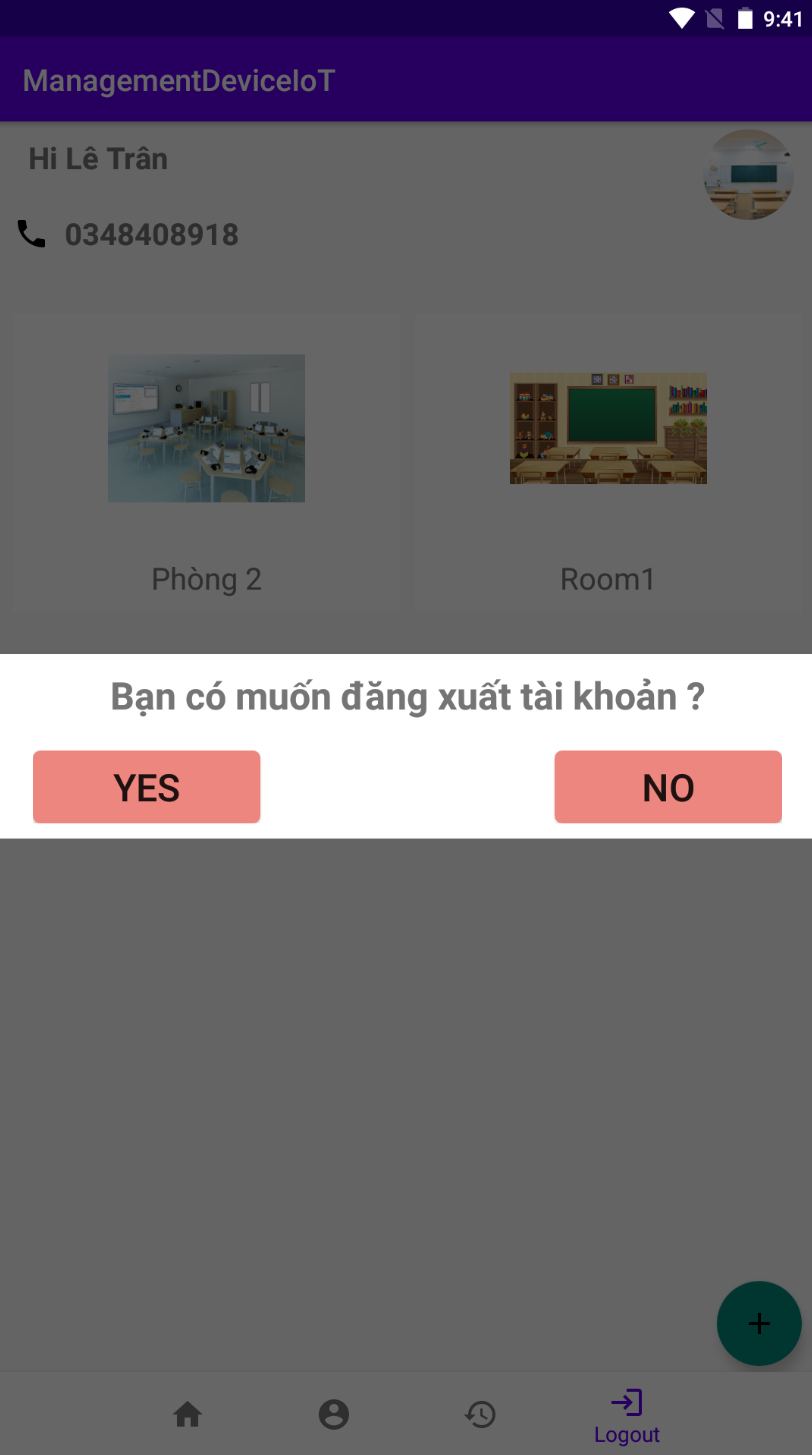 9:41
ManagementDeviceIoT
Hi Lê Trân
0348408918
Phòng 2
Room1
Bạn có muốn đăng xuất tài khoản ?
YES
NO
Logout